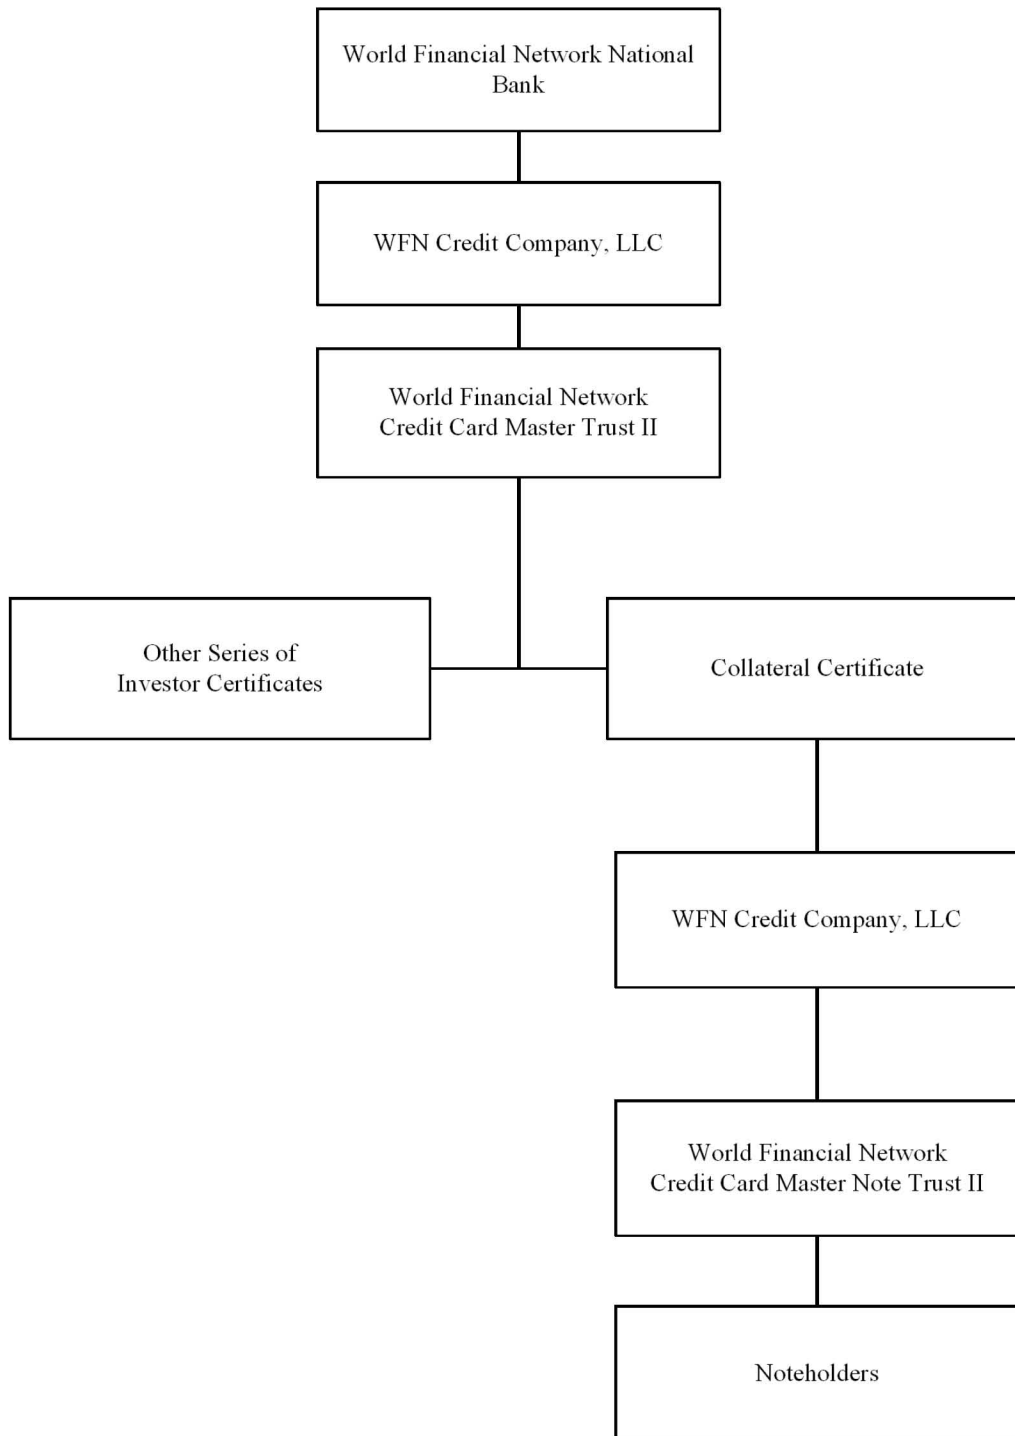 World Financial Network National
Bank
WFN Credit Company, LLC
World Financial Network
Credit Card Master Trust II
Other Series of
Investor Certificates
Collateral Certificate
WFN Credit Company, LLC
World Financial Network
Credit Card Master Note Trust II
Noteholders